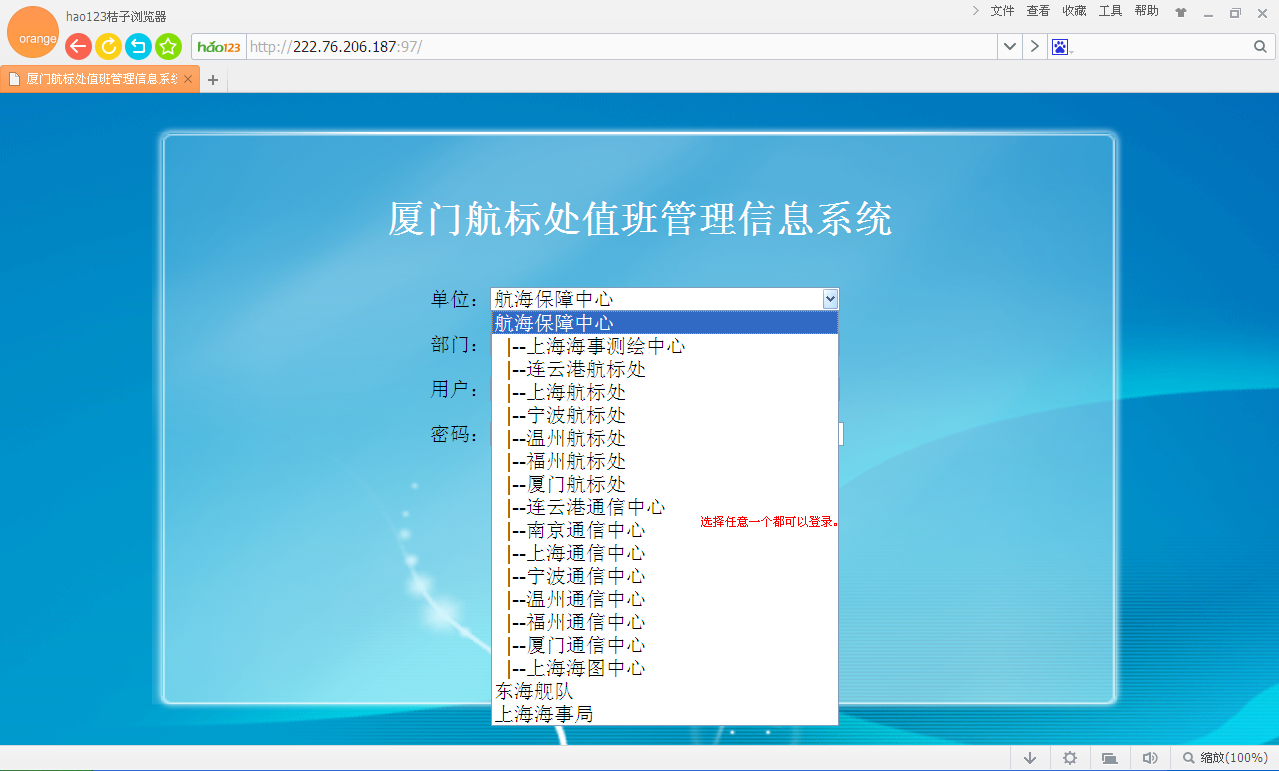 hao123桔子浏览器
文件 查看 收藏 工具 帮助
orange
hao123 http://222.76.206.187:97/
厦门航标处值班管理信息系统
厦门航标处值班管理信息系统
单位： 航海保障中心
航海保障中心
部门： |--上海海事测绘中心
|--连云港航标处
用户： |--上海航标处
|--宁波航标处
密码： |--温州航标处
|--福州航标处
|--厦门航标处
|--连云港通信中心
选择任意一个都可以登录。
|--南京通信中心
|--上海通信中心
|--宁波通信中心
|--温州通信中心
|--福州通信中心
|--厦门通信中心
|--上海海图中心
东海舰队
上海海事局
缩放(100%)